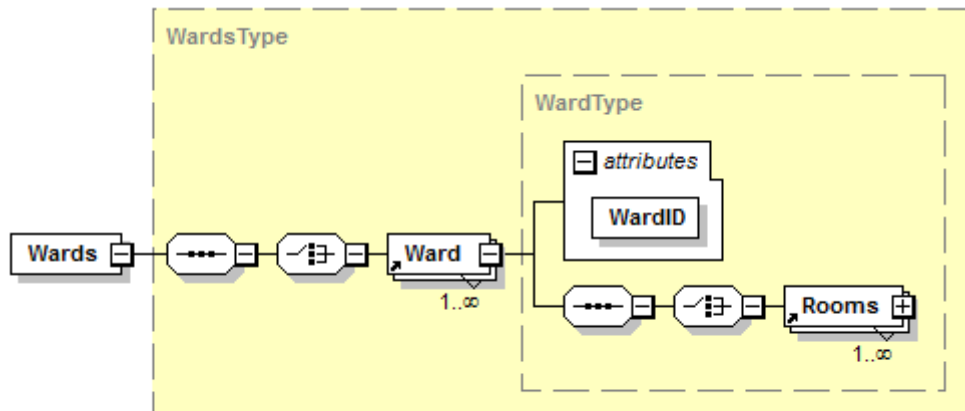 WardsType
WardType
attributes
WardID
Wards
Ward
1..∞
Rooms
1..∞